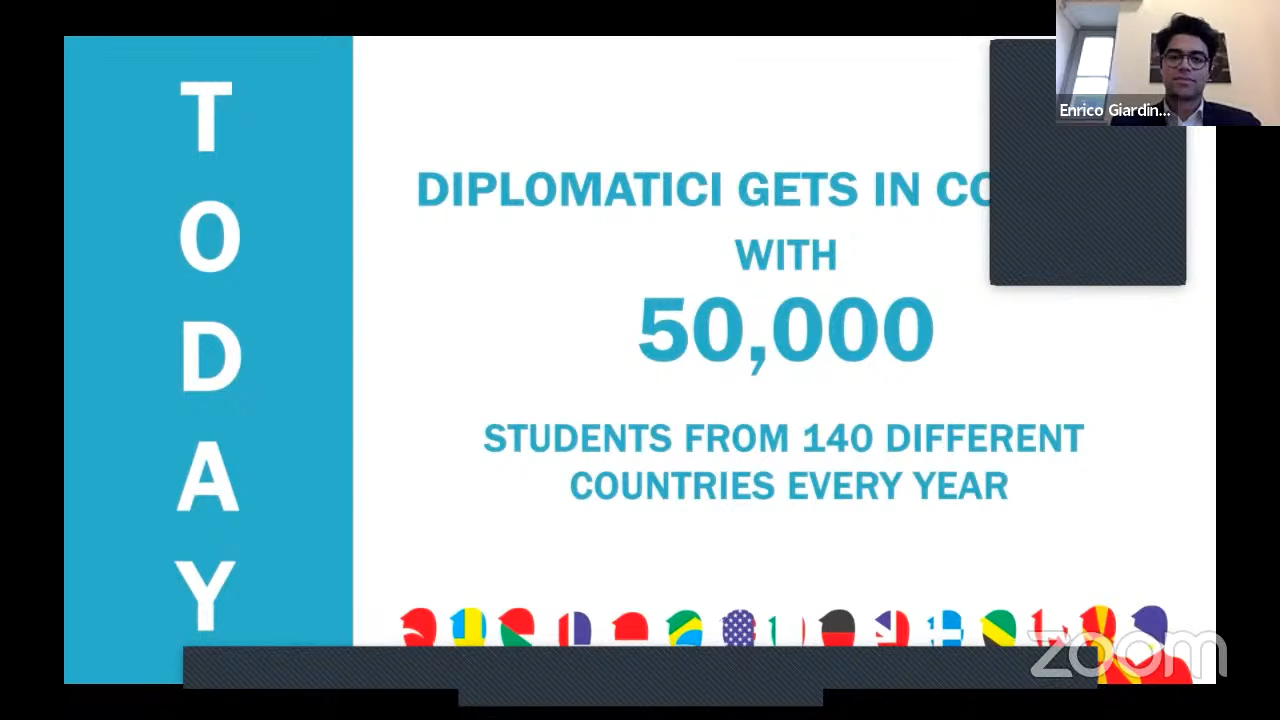 TODAY
DIPLOMATICI GETS IN CO
WITH
50,000
STUDENTS FROM 140 DIFFERENT
COUNTRIES EVERY YEAR
Enrico Giardin...
zoom